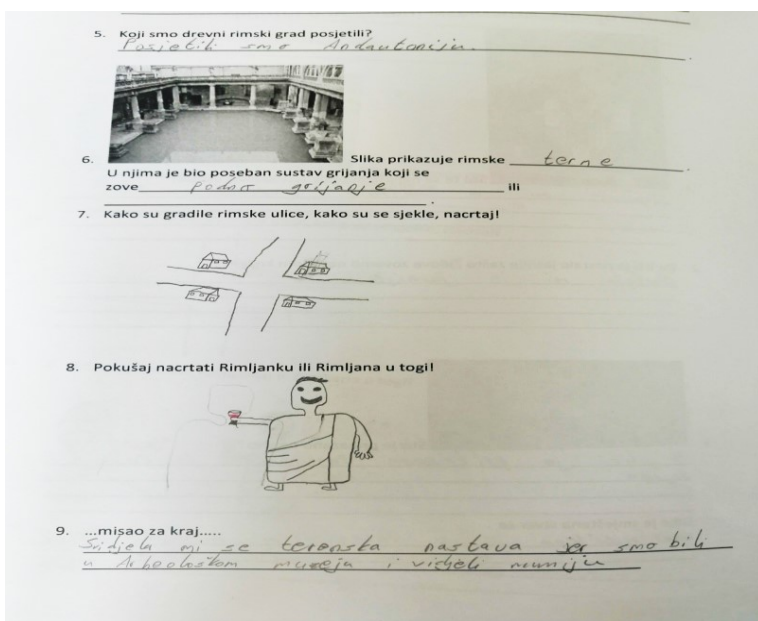 5. Koji smo drevni rimski grad posjetili?
Posjetili smo Andautoniju.
6. Slika prikazuje rimske terne.
U njima je bio poseban sustav grijanja koji se
zove podno grijanje ili
7. Kako su gradile rimske ulice, kako su se sjekle, nacrtaj!
8. Pokušaj nacrtati Rimljanku ili Rimljana u togi!
9. ...misao za kraj.....
Svidjela mi se terenska nastava jer smo bili
u Arheološkom muzeju i vidjeli mumiju